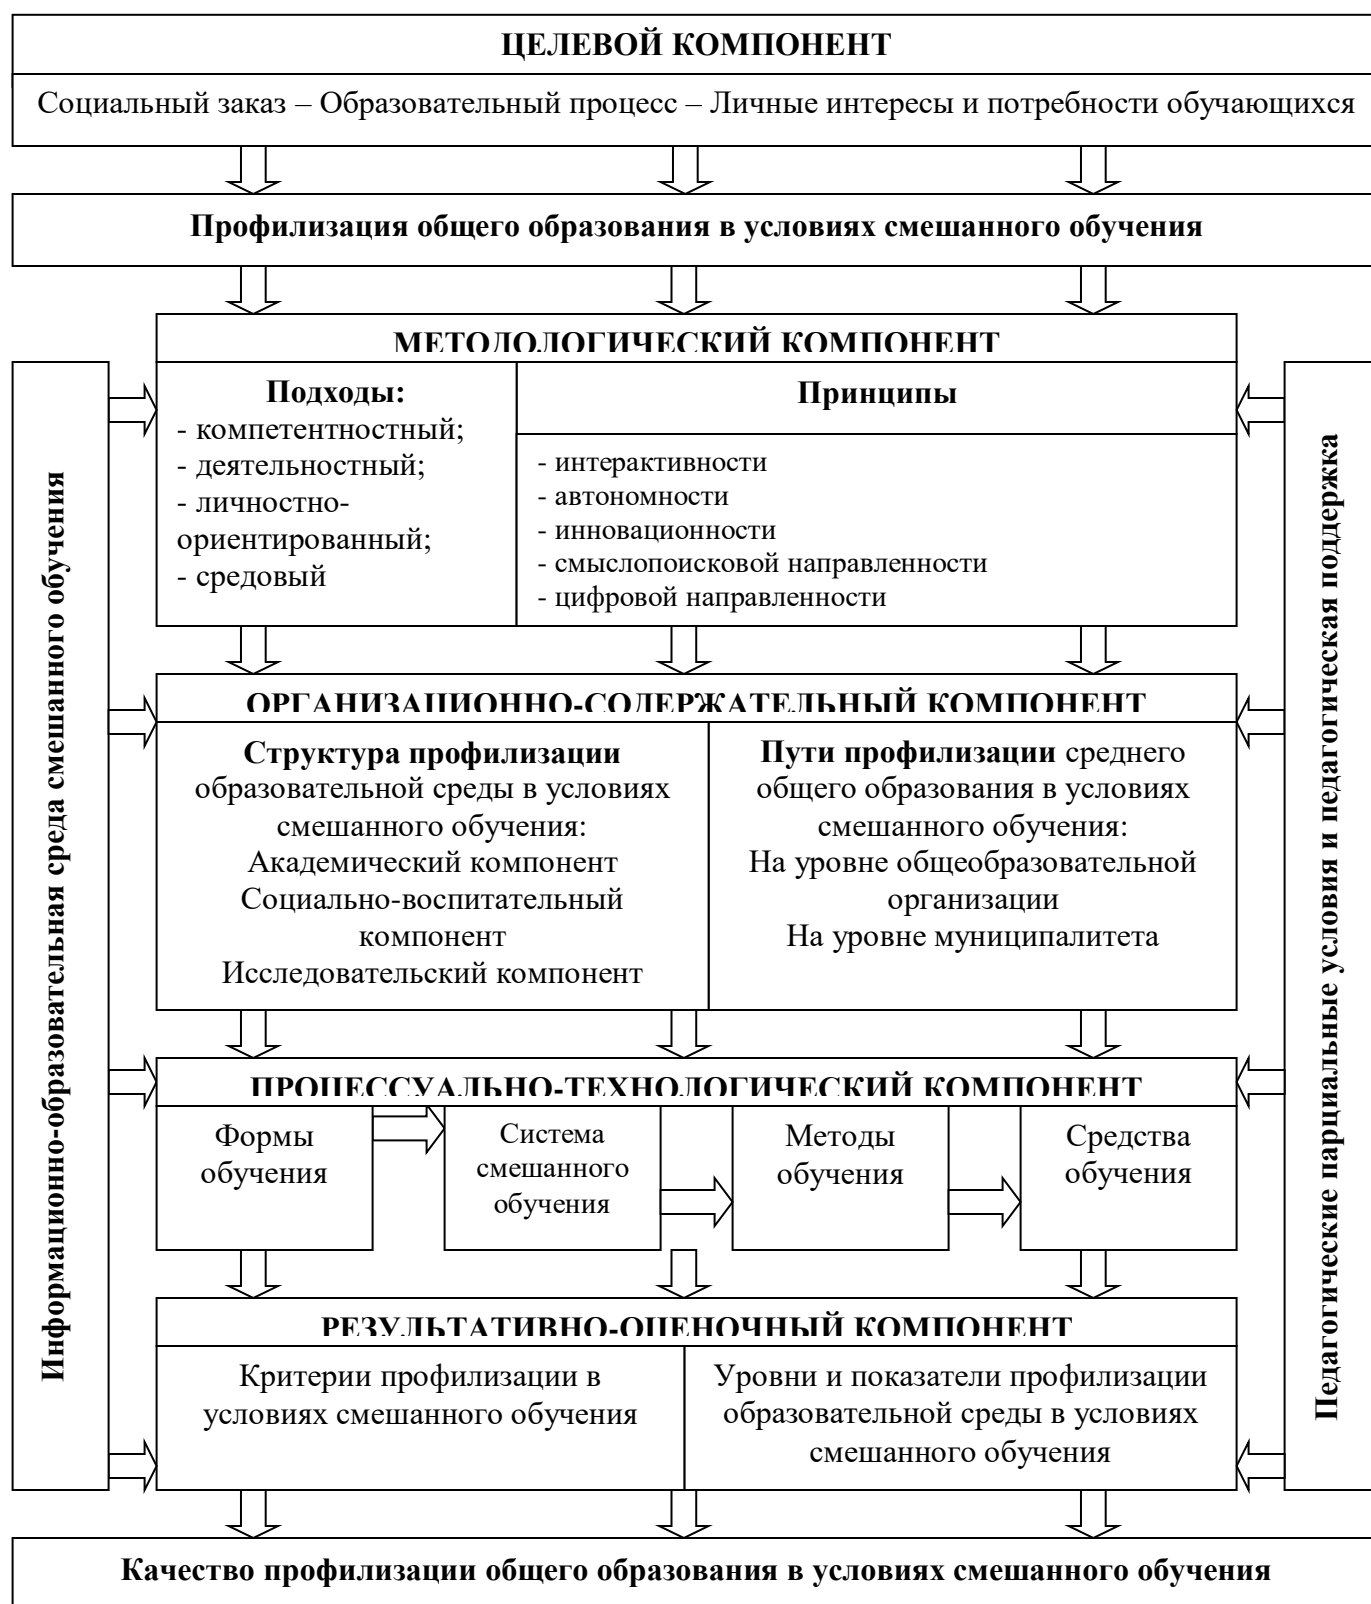 ЦЕЛЕВОЙ КОМПОНЕНТ
Социальный заказ – Образовательный процесс – Личные интересы и потребности обучающихся
Профилизация общего образования в условиях смешанного обучения
МЕТОДОЛОГИЧЕСКИЙ КОМПОНЕНТ
Информационно-образовательная среда смешанного обучения
Подходы:
- компетентностный;
- деятельностный;
- личностно-
ориентированный;
- средовый
Принципы
- интерактивности
- автономности
- инновационности
- смыслопоисковой направленности
- цифровой направленности
Педагогические парциальные условия и педагогическая поддержка
ОРГАНИЗАЦИОННО-СОДЕРЖАТЕЛЬНЫЙ КОМПОНЕНТ
Структура профилизации
образовательной среды в условиях
смешанного обучения:
Академический компонент
Социально-воспитательный
компонент
Исследовательский компонент
Пути профилизации среднего
общего образования в условиях
смешанного обучения:
На уровне общеобразовательной
организации
На уровне муниципалитета
ПРОЦЕССУАЛЬНО-ТЕХНОЛОГИЧЕСКИЙ КОМПОНЕНТ
Формы
обучения
Система
смешанного
обучения
Методы
обучения
Средства
обучения
РЕЗУЛЬТАТИВНО-ОЦЕНОЧНЫЙ КОМПОНЕНТ
Критерии профилизации в
условиях смешанного обучения
Уровни и показатели профилизации
образовательной среды в условиях
смешанного обучения
Качество профилизации общего образования в условиях смешанного обучения